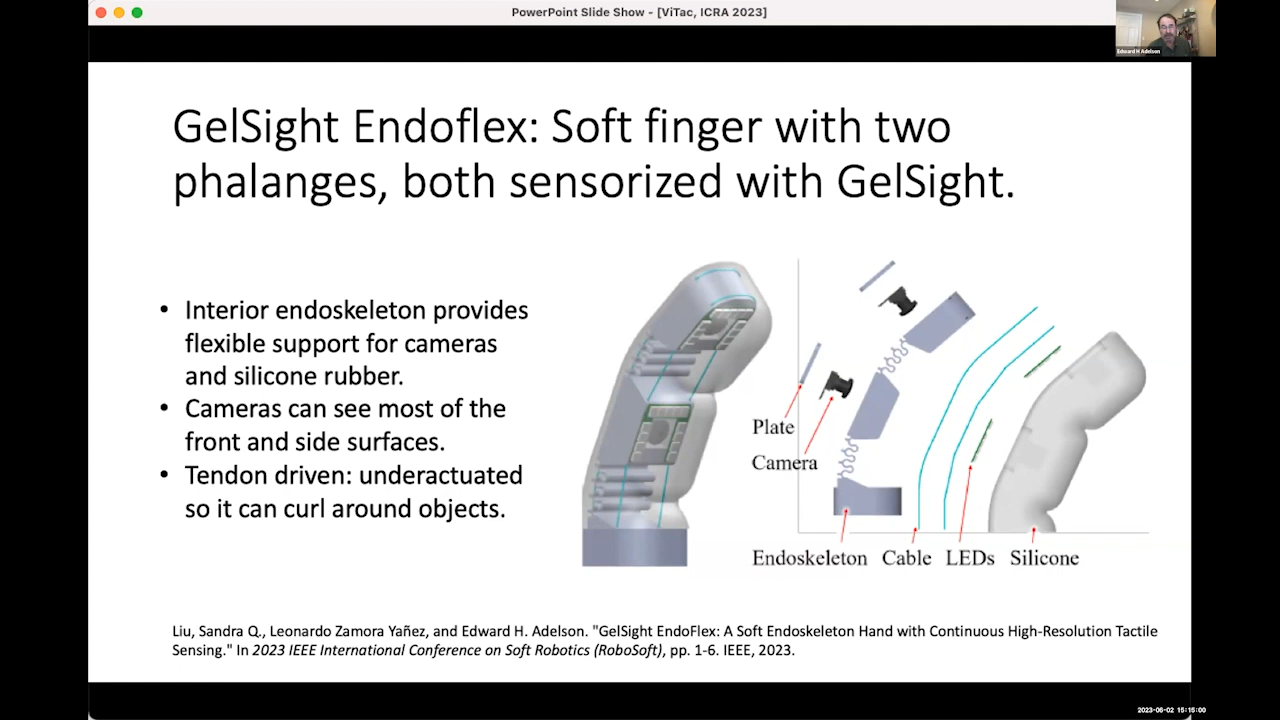 PowerPoint Slide Show - [ViTac, ICRA 2023]
Edward H Adelson
GelSight Endoflex: Soft finger with two
phalanges, both sensorized with GelSight.
• Interior endoskeleton provides
flexible support for cameras
and silicone rubber.
• Cameras can see most of the
front and side surfaces.
• Tendon driven: underactuated
so it can curl around objects.
Plate
Camera
Endoskeleton Cable LEDs Silicone
Liu, Sandra Q., Leonardo Zamora Yañez, and Edward H. Adelson. "GelSight EndoFlex: A Soft Endoskeleton Hand with Continuous High-Resolution Tactile
Sensing." In 2023 IEEE International Conference on Soft Robotics (RoboSoft), pp. 1-6. IEEE, 2023.
2023-06-02 15:15:00